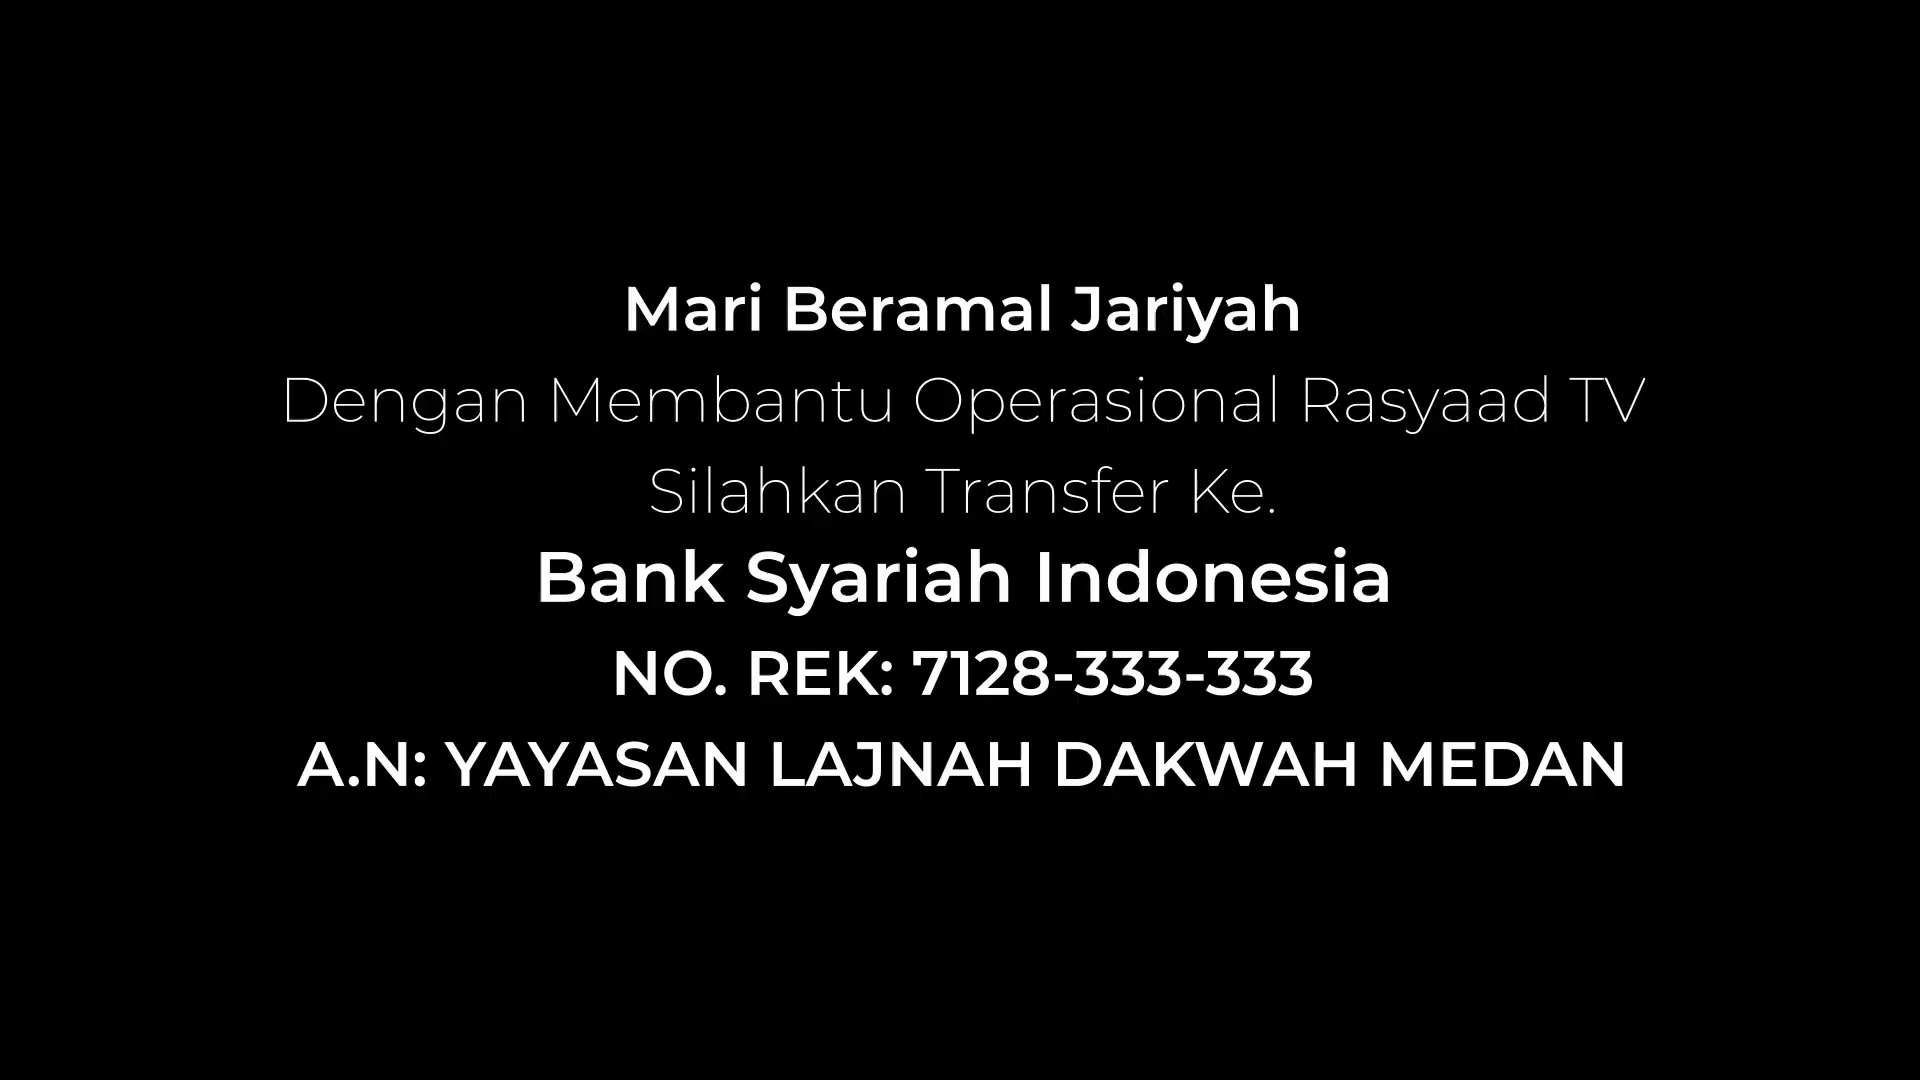 Mari Beramal Jariyah
Dengan Membantu Operasional Rasyaad TV
Silahkan Transfer Ke.
Bank Syariah Indonesia
NO. REK: 7128-333-333
A.N: YAYASAN LAJNAH DAKWAH MEDAN